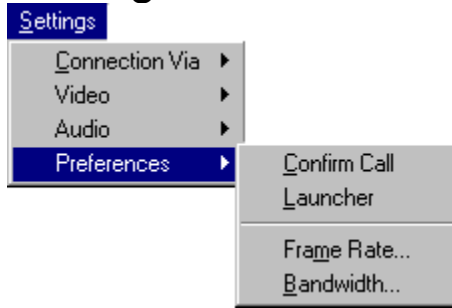 Settings
Connection Via
Video
Audio
Preferences
Confirm Call
Launcher
Frame Rate...
Bandwidth...